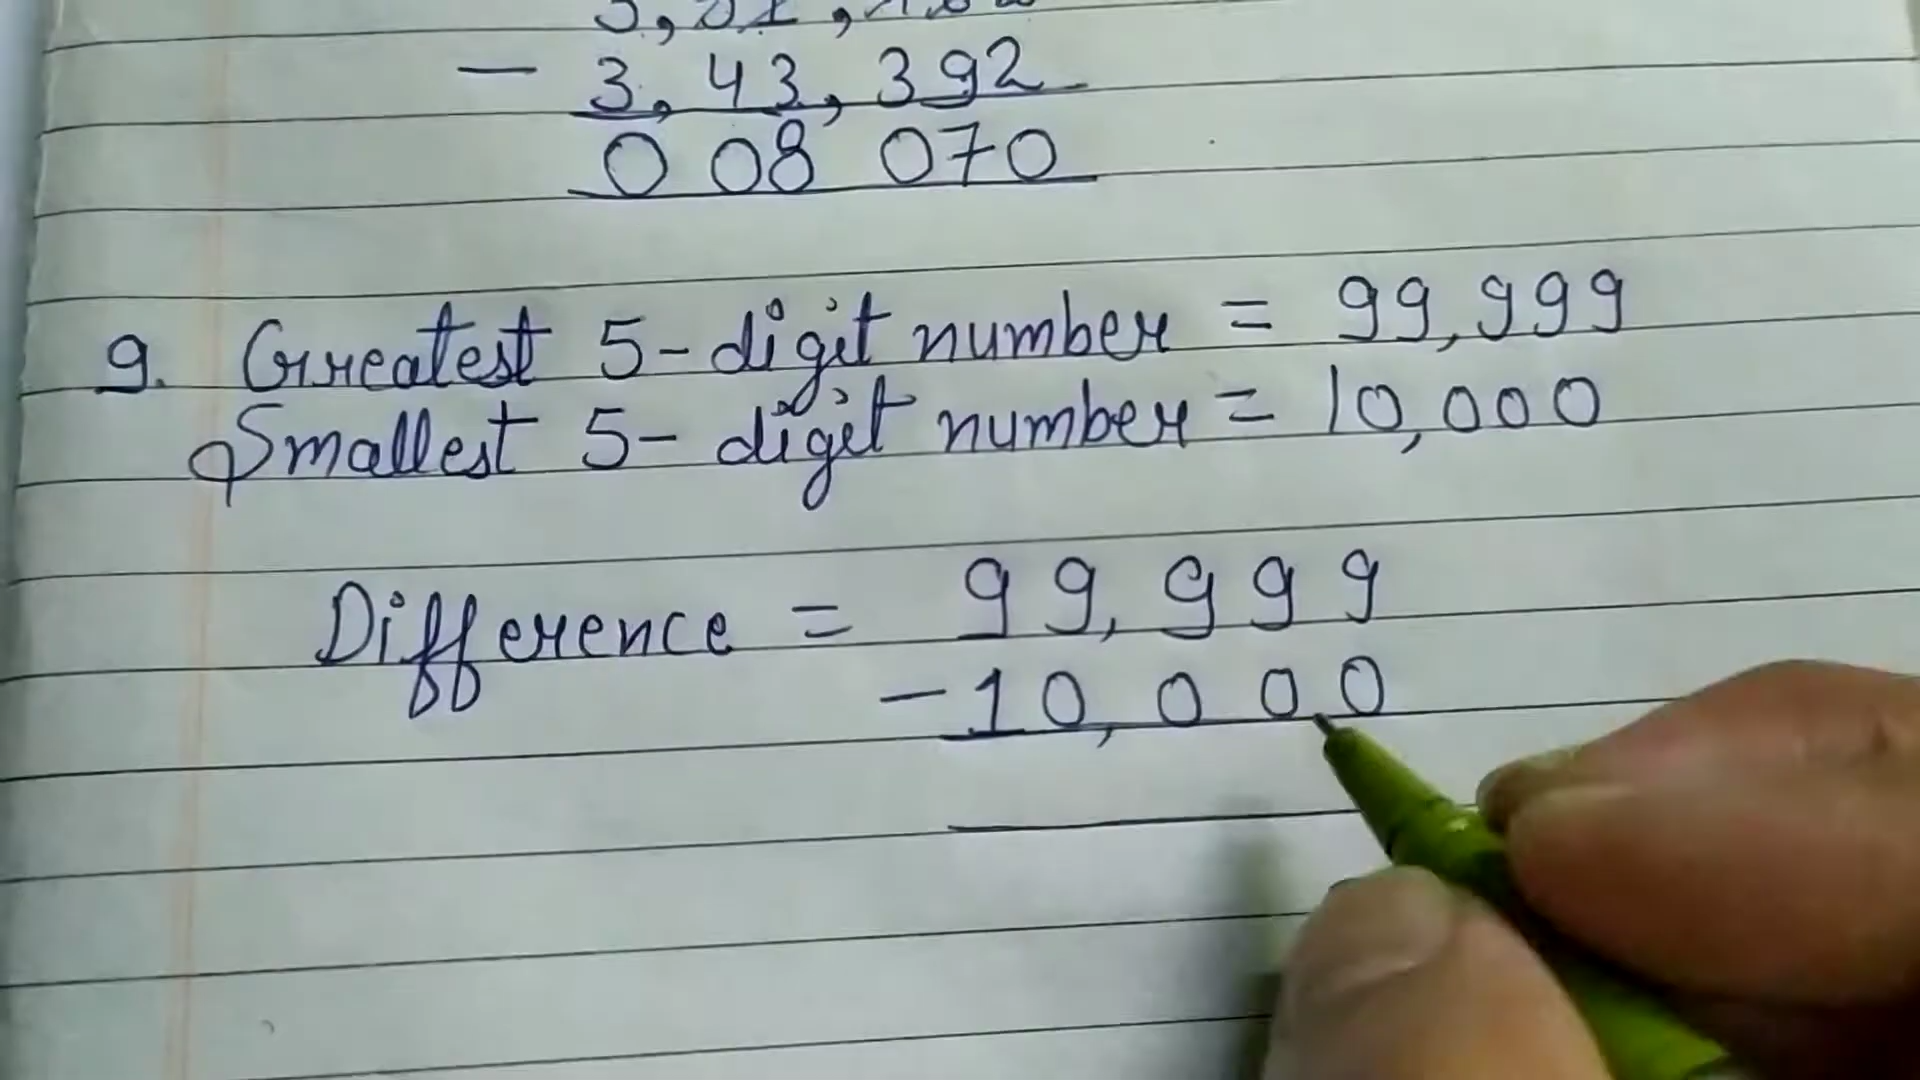 - 3,43,392
0 08 070
9. Greatest 5-digit number = 99,999
Smallest 5-digit number = 10,000
Difference = 99,999
-10,000